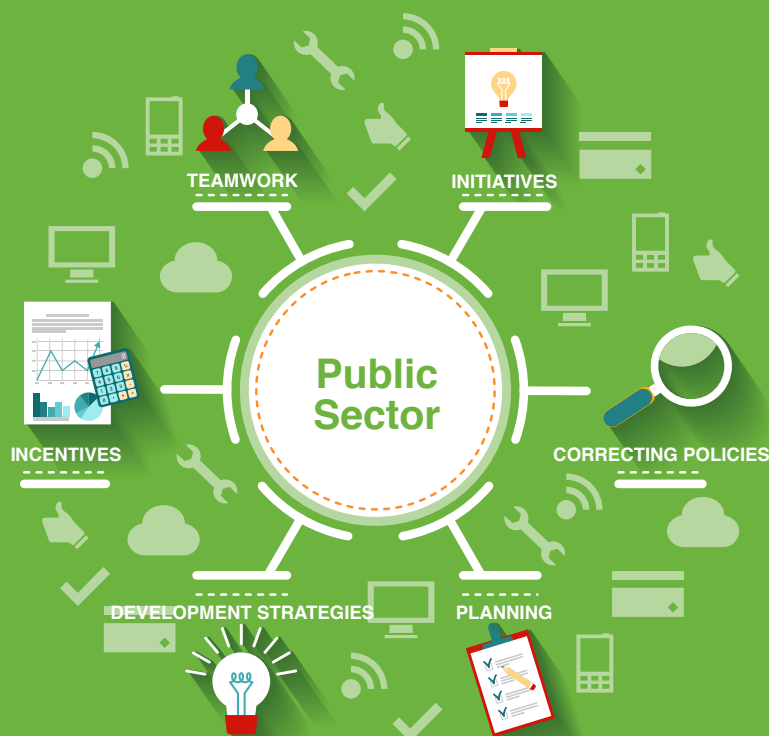 TEAMWORK
INITIATIVES
Public
Sector
INCENTIVES
CORRECTING POLICIES
DEVELOPMENT STRATEGIES
PLANNING